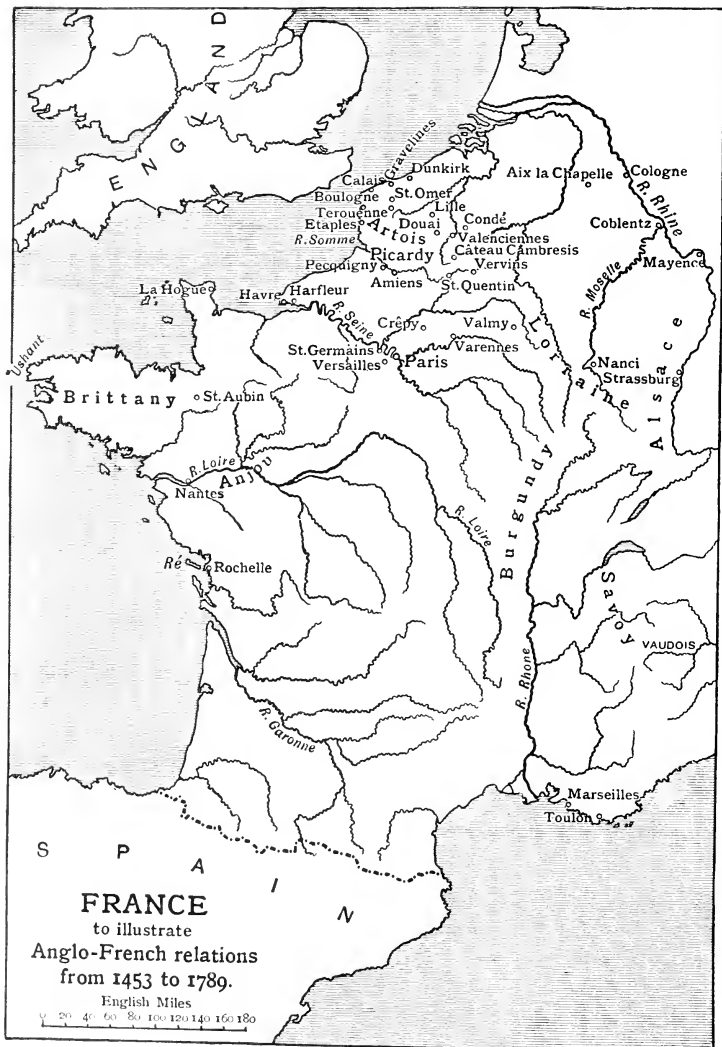 ENGLAND
Gravelines
Dunkirk
Calais
Boulogne
St. Omer
Terouenne
Lille
Etaples
Artois
Douai
Condé
R. Somme
Valenciennes
Picardy
Câteau Cambresis
Pecquigny
Vervins
Amiens
St. Quentin
Aix la Chapelle
Cologne
R. Rhine
Coblentz
Mayence
R. Moselle
La Hogue
Havre
Harfleur
R. Seine
Crêpy
Valmy
St. Germains
Varennes
Versailles
Paris
Lorraine
Nanci
Strassburg
Alsace
Ushant
Brittany
St. Aubin
R. Loire
Anjou
Nantes
R. Loire
Burgundy
Ré
Rochelle
Savoy
VAUDOIS
R. Rhone
R. Garonne
Marseilles
Toulon
SPAIN
FRANCE
to illustrate
Anglo-French relations
from 1453 to 1789.
English Miles
0 20 40 60 80 100 120 140 160 180